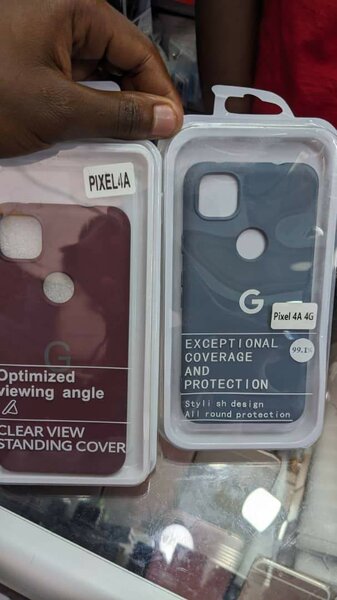 PIXEL4A
G
Optimized
viewing angle
CLEAR VIEW
STANDING COVER
G
Pixel 4A 4G
EXCEPTIONAL
COVERAGE
AND
PROTECTION
99.1%
Stylish design
All round protection